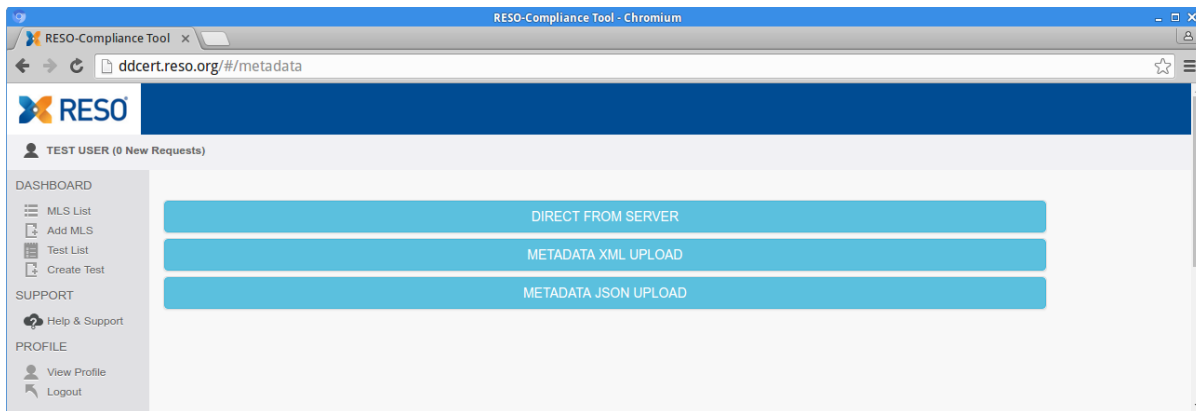 RESO-Compliance Tool - Chromium
RESO-Compliance Tool
ddcert.reso.org/#/metadata
RESO
TEST USER (0 New Requests)
DASHBOARD
MLS List
Add MLS
Test List
Create Test
SUPPORT
Help & Support
PROFILE
View Profile
Logout
DIRECT FROM SERVER
METADATA XML UPLOAD
METADATA JSON UPLOAD